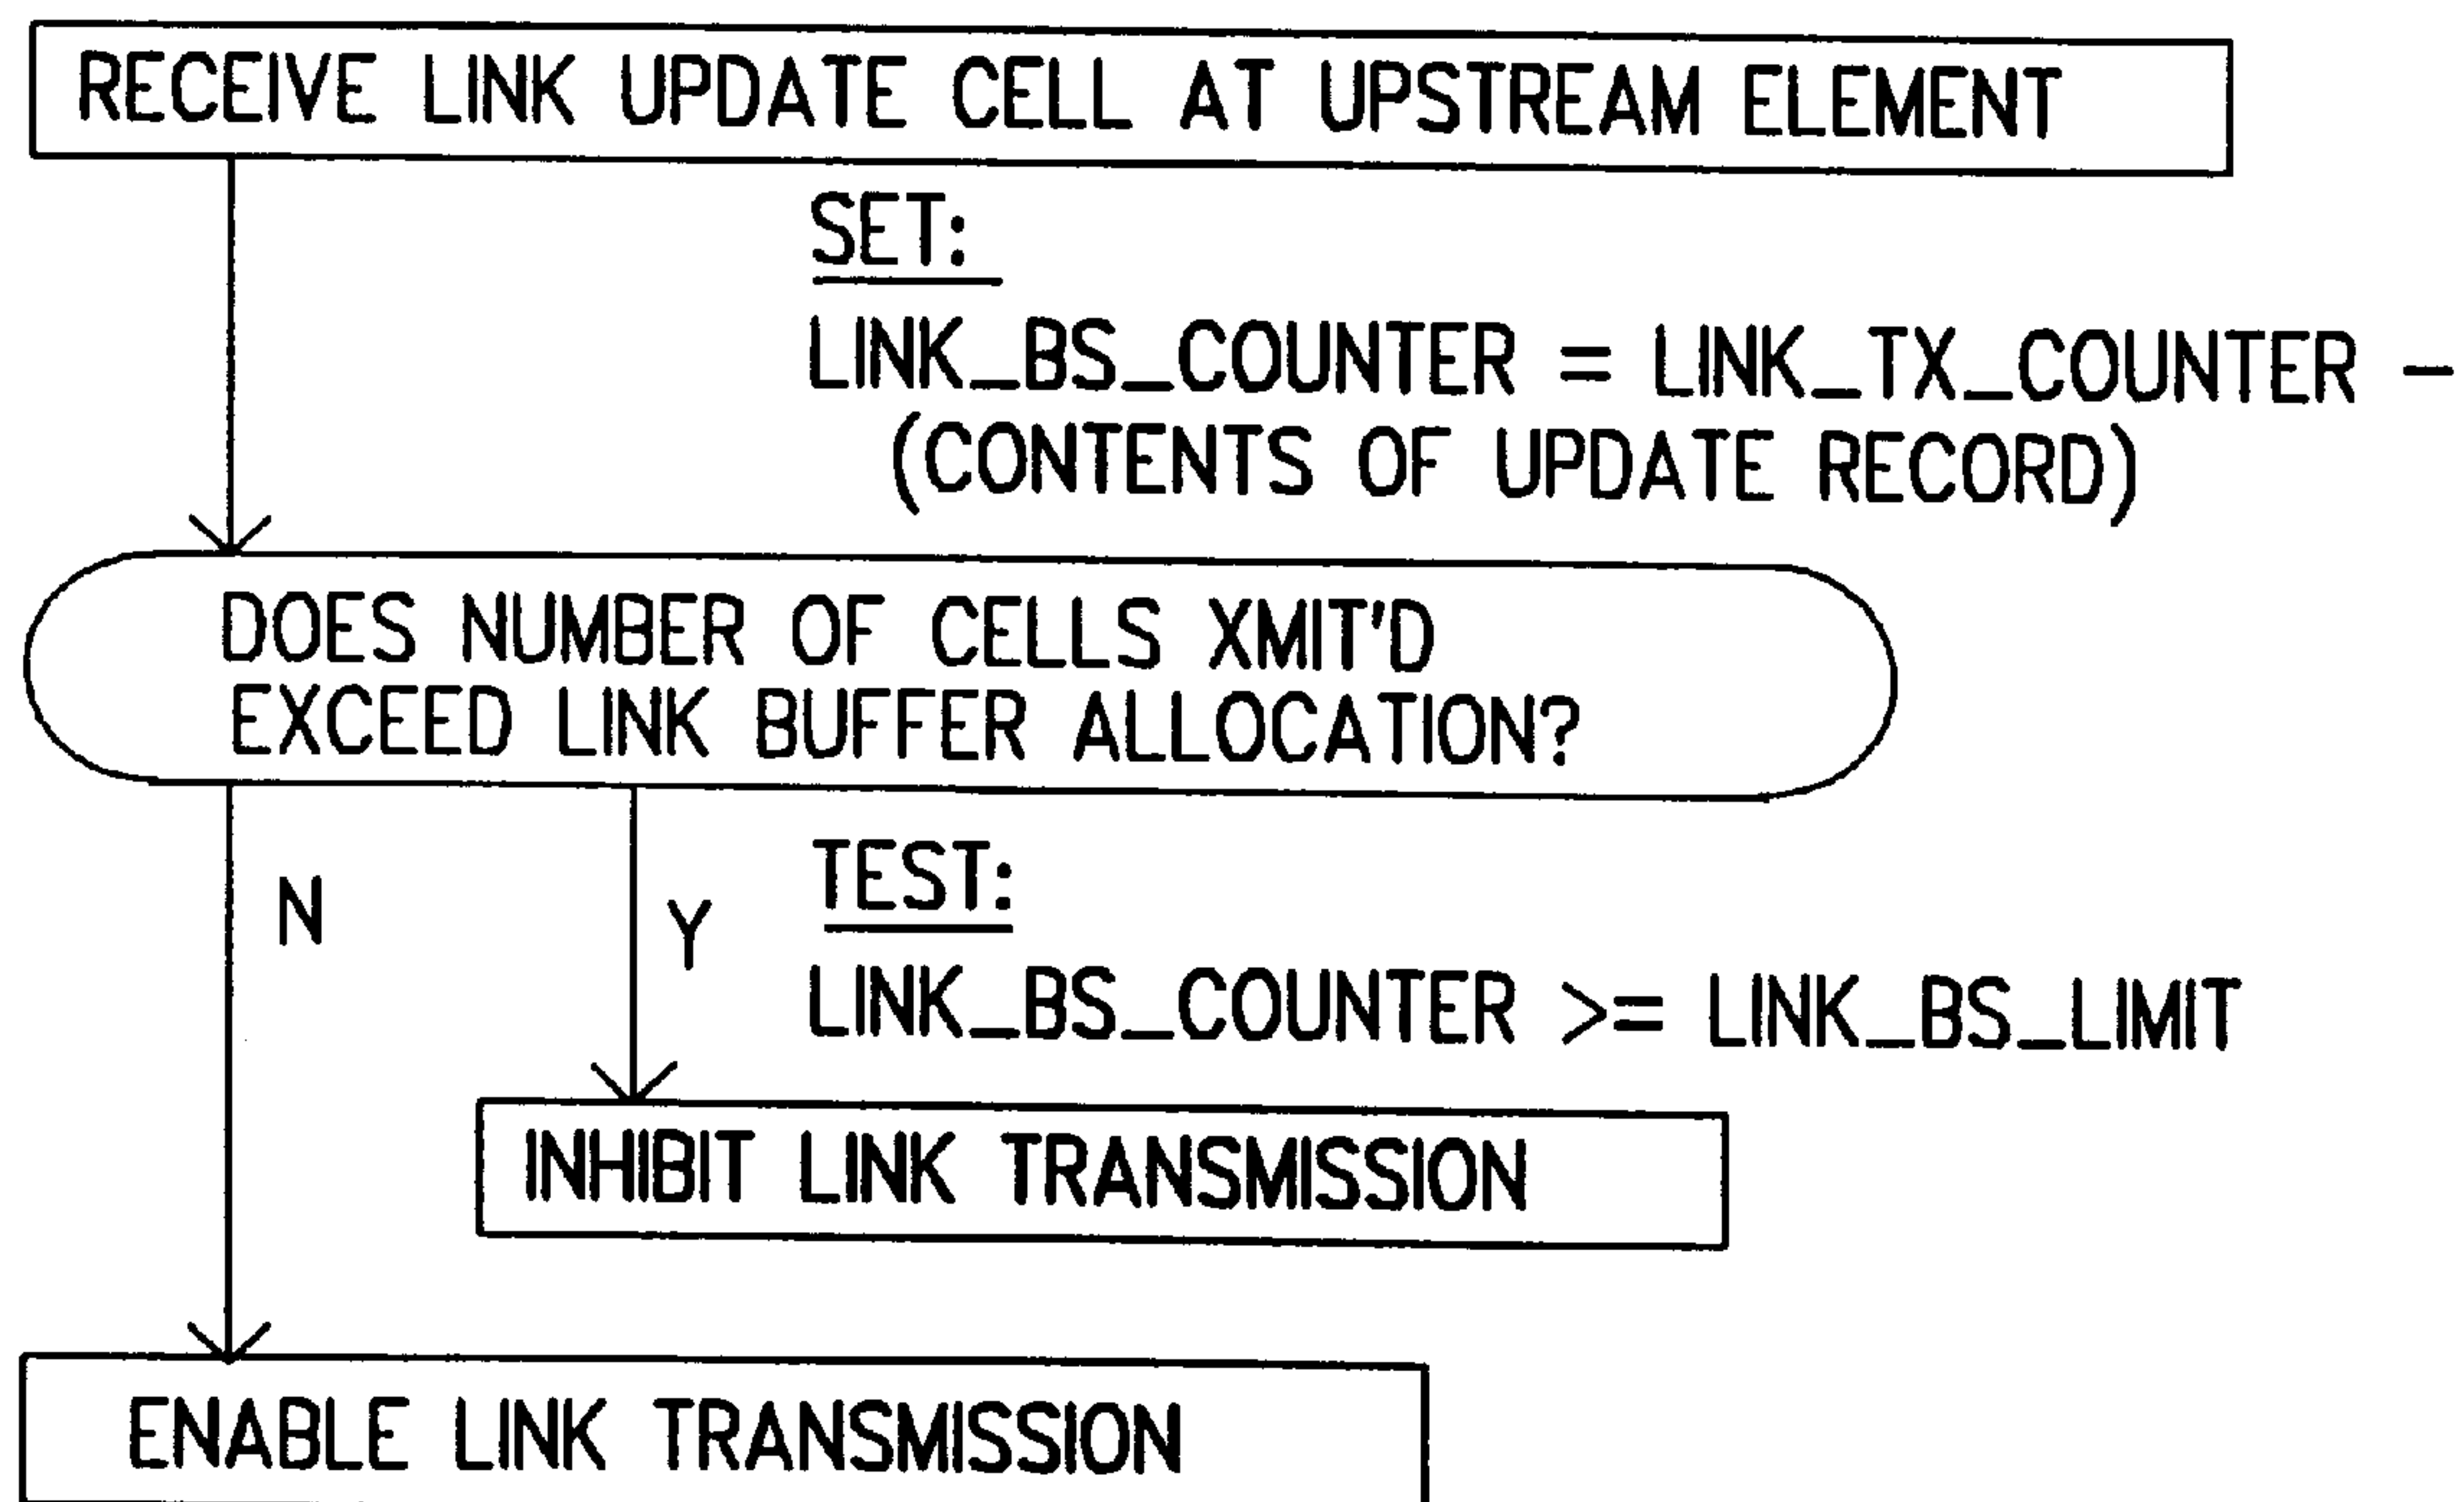 RECEIVE LINK UPDATE CELL AT UPSTREAM ELEMENT
SET:
LINK_BS_COUNTER = LINK_TX_COUNTER -
(CONTENTS OF UPDATE RECORD)
DOES NUMBER OF CELLS XMIT'D
EXCEED LINK BUFFER ALLOCATION?
N
Y
TEST:
LINK_BS_COUNTER >= LINK_BS_LIMIT
INHIBIT LINK TRANSMISSION
ENABLE LINK TRANSMISSION